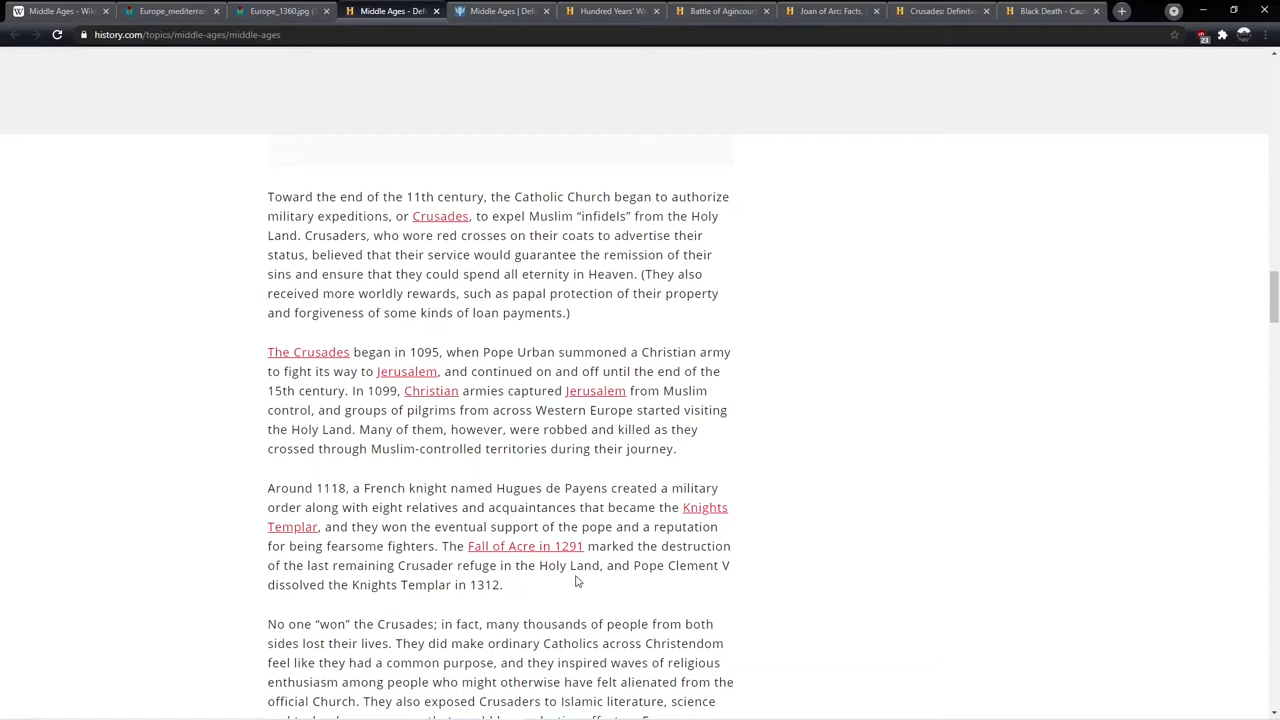 Middle Ages - Wiki
Europe_mediterran
Europe_1360.jpg (1
Middle Ages - Defi
Middle Ages | Defi
Hundred Years' Wa
Battle of Agincourt
Joan of Arc: Facts,
Crusades: Definitio
Black Death - Cau
history.com/topics/middle-ages/middle-ages
23
Toward the end of the 11th century, the Catholic Church began to authorize
military expeditions, or Crusades, to expel Muslim “infidels” from the Holy
Land. Crusaders, who wore red crosses on their coats to advertise their
status, believed that their service would guarantee the remission of their
sins and ensure that they could spend all eternity in Heaven. (They also
received more worldly rewards, such as papal protection of their property
and forgiveness of some kinds of loan payments.)
The Crusades began in 1095, when Pope Urban summoned a Christian army
to fight its way to Jerusalem, and continued on and off until the end of the
15th century. In 1099, Christian armies captured Jerusalem from Muslim
control, and groups of pilgrims from across Western Europe started visiting
the Holy Land. Many of them, however, were robbed and killed as they
crossed through Muslim-controlled territories during their journey.
Around 1118, a French knight named Hugues de Payens created a military
order along with eight relatives and acquaintances that became the Knights
Templar, and they won the eventual support of the pope and a reputation
for being fearsome fighters. The Fall of Acre in 1291 marked the destruction
of the last remaining Crusader refuge in the Holy Land, and Pope Clement V
dissolved the Knights Templar in 1312.
No one “won” the Crusades; in fact, many thousands of people from both
sides lost their lives. They did make ordinary Catholics across Christendom
feel like they had a common purpose, and they inspired waves of religious
enthusiasm among people who might otherwise have felt alienated from the
official Church. They also exposed Crusaders to Islamic literature, science